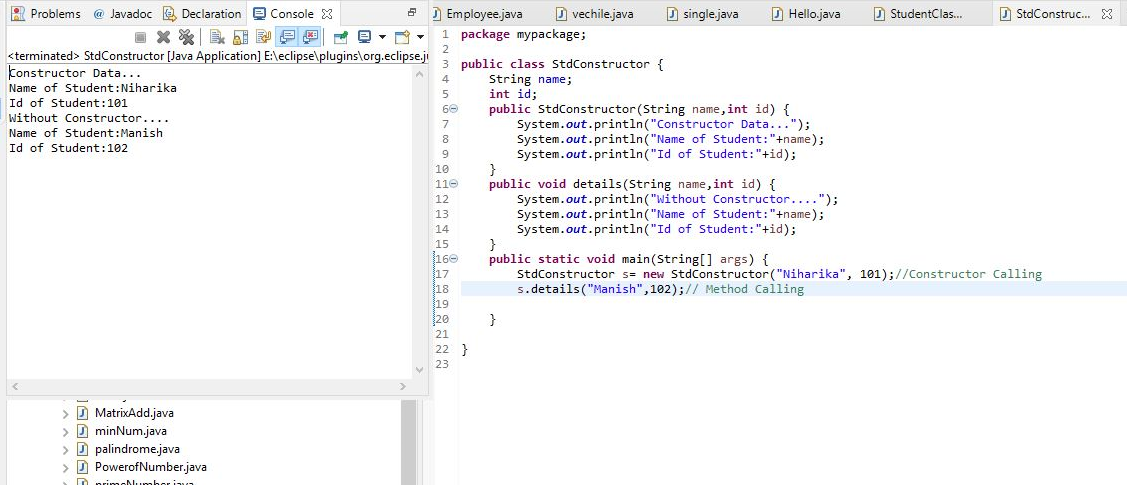 Problems @ Javadoc Declaration Console
<terminated> StdConstructor [Java Application] E:\eclipse\plugins\org.eclipse.ju
Constructor Data...
Name of Student:Niharika
Id of Student:101
Without Constructor....
Name of Student:Manish
Id of Student:102
MatrixAdd.java
minNum.java
palindrome.java
PowerofNumber.java
primeNumber.java
Employee.java vechile.java single.java Hello.java StudentClas... StdConstruc...
1 package mypackage;
2
3 public class StdConstructor {
4 String name;
5 int id;
6 public StdConstructor(String name,int id) {
7 System.out.println("Constructor Data...");
8 System.out.println("Name of Student:"+name);
9 System.out.println("Id of Student:"+id);
10 }
11 public void details(String name,int id) {
12 System.out.println("Without Constructor....");
13 System.out.println("Name of Student:"+name);
14 System.out.println("Id of Student:"+id);
15 }
16 public static void main(String[] args) {
17 StdConstructor s= new StdConstructor("Niharika", 101);//Constructor Calling
18 s.details("Manish",102);// Method Calling
19
20 }
21
22 }
23